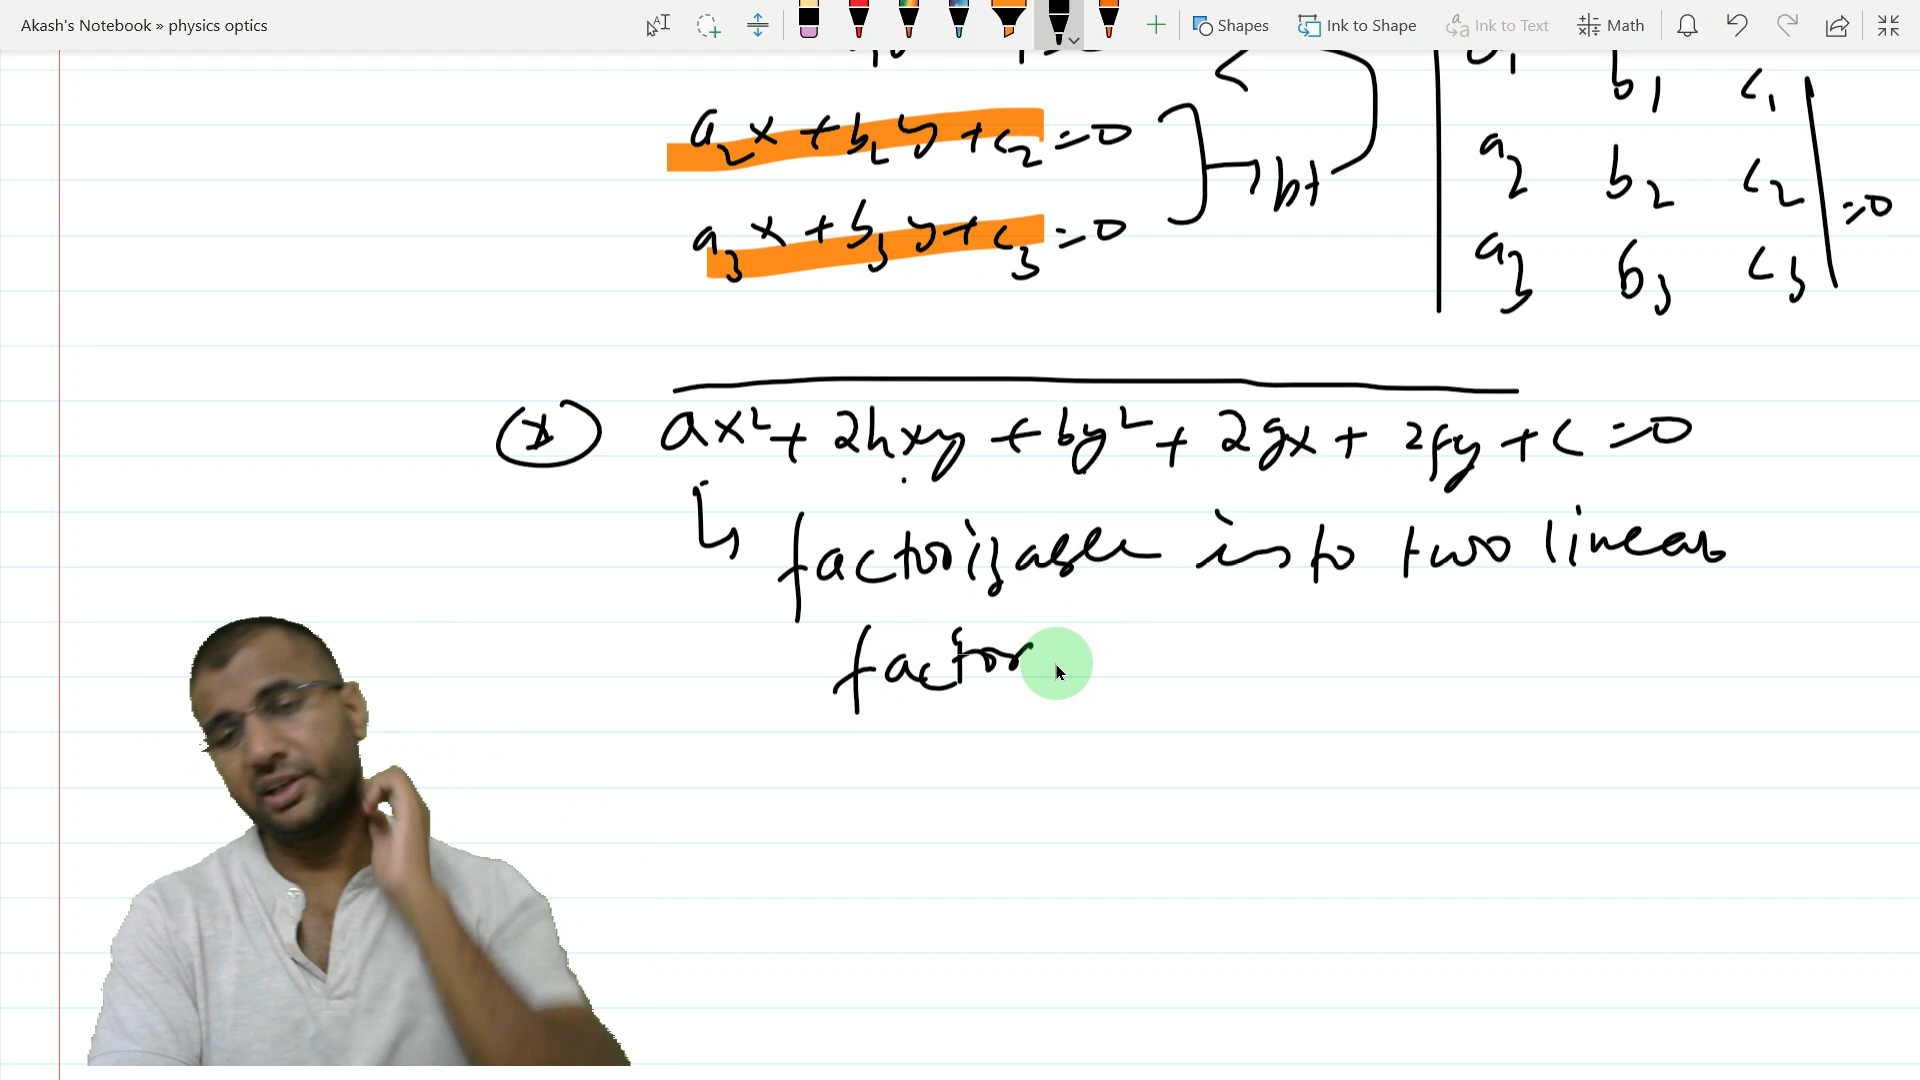 Akash's Notebook » physics optics
Shapes Ink to Shape Ink to Text Math
a₂x + b₂y + c₂ = 0
bt
a₃x + b₃y + c₃ = 0
b₁ c₁
a₂ b₂ c₂ = 0
a₃ b₃ c₃
ax² + 2hxy + by² + 2gx + 2fy + c = 0
↳ factorizable into two linear
factor